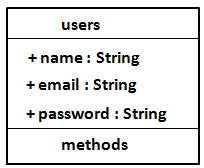 users
+ name : String
+ email : String
+ password : String
methods